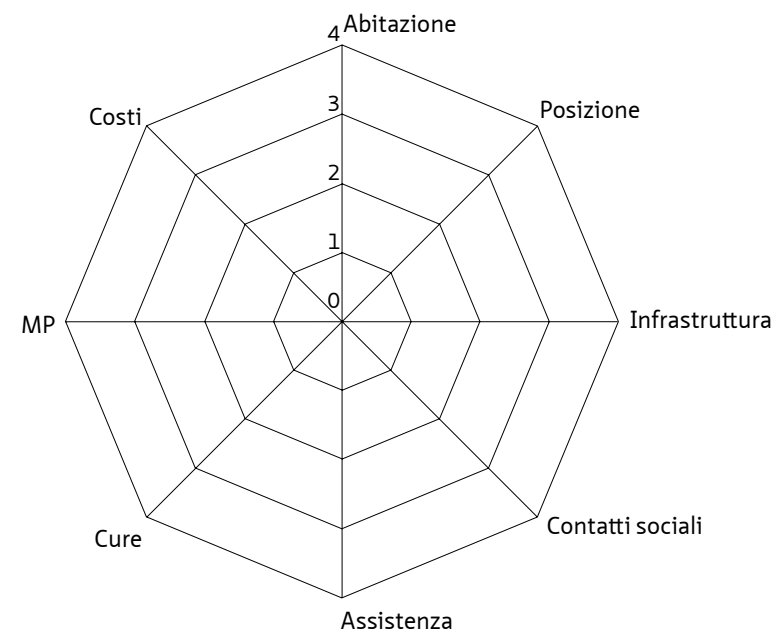 Abitazione
4
Posizione
Costi
3
2
1
0
Infrastruttura
MP
Contatti sociali
Cure
Assistenza